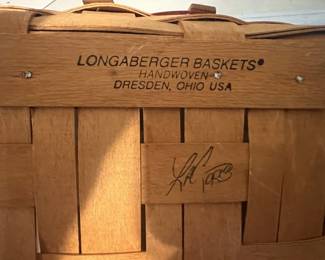 LONGABERGER BASKETS®
HANDWOVEN
DRESDEN, OHIO USA